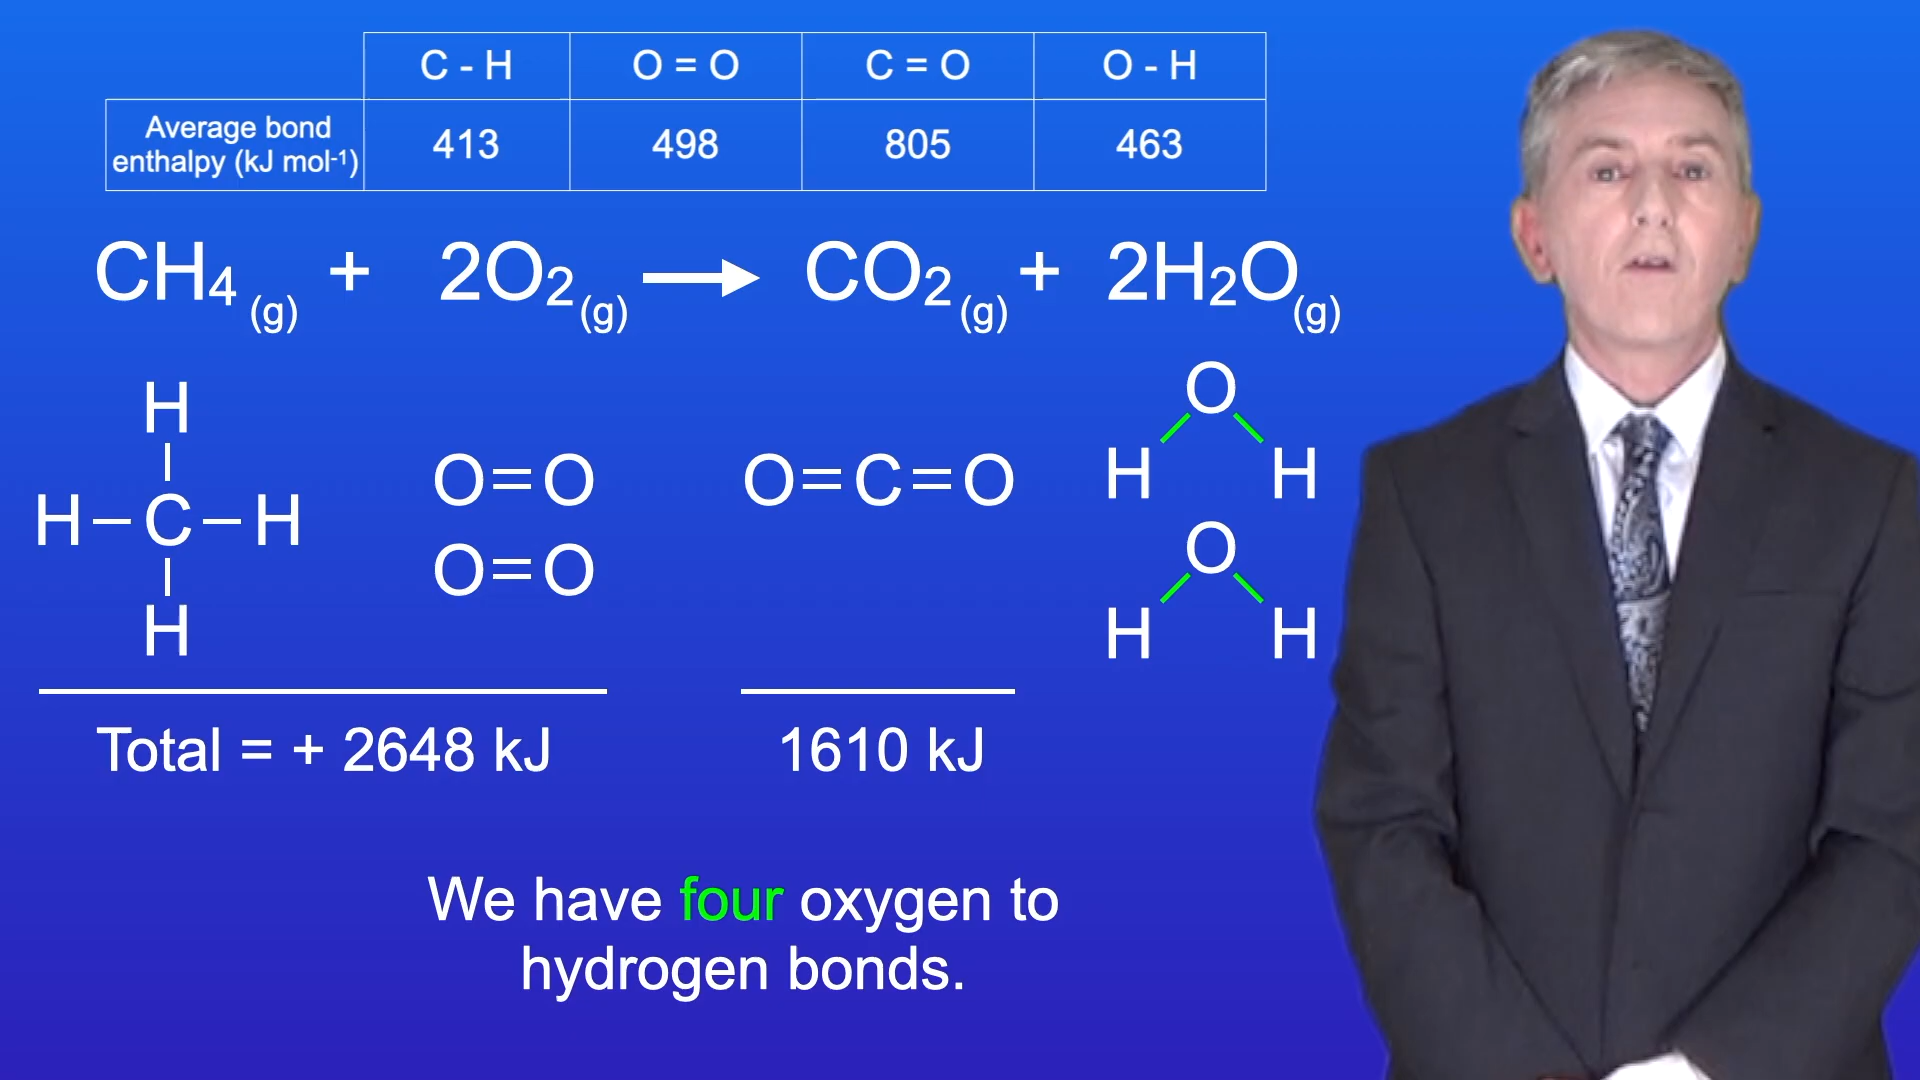 C - H O = O C = O O - H
Average bond
enthalpy (kJ mol-1) 413 498 805 463
CH4 (g) + 2O2 (g) → CO2 (g) + 2H2O (g)
H
H–C–H
H
O=O
O=O
O=C=O
O
H H
O
H H
Total = + 2648 kJ
1610 kJ
We have four oxygen to
hydrogen bonds.